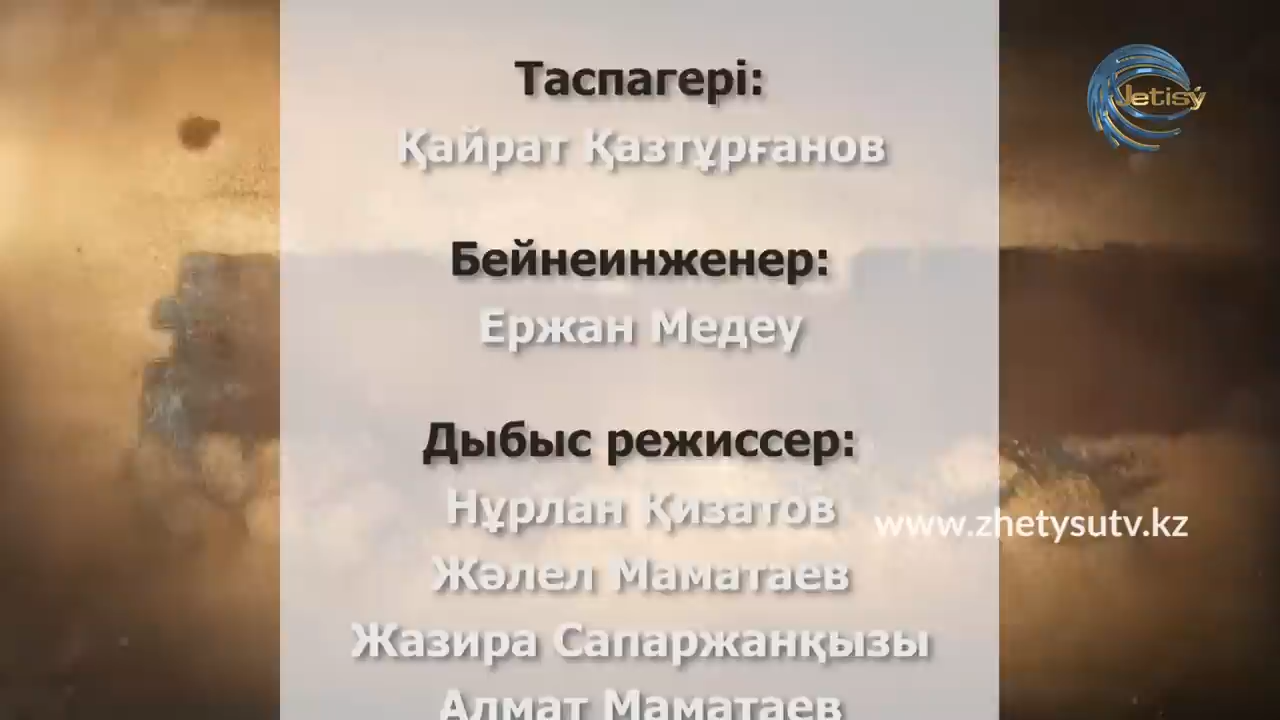 Таспагері:
Jetisý
Қайрат Қазтұрғанов
Бейнеинженер:
Ержан Медеу
Дыбыс режиссер:
Нұрлан Қизатов
www.zhetysutv.kz
Жәлел Маматаев
Жазира Сапаржанқызы
Алмат Маматаев